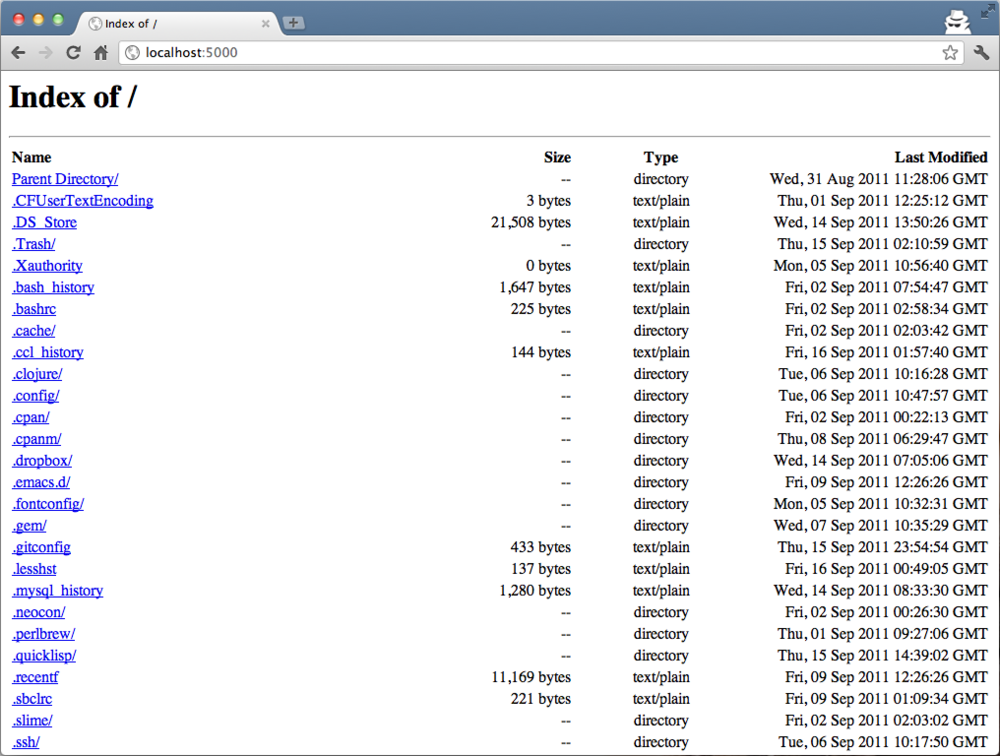 Index of /
localhost:5000
Index of /
Name Size Type Last Modified
Parent Directory/ -- directory Wed, 31 Aug 2011 11:28:06 GMT
.CFUserTextEncoding 3 bytes text/plain Thu, 01 Sep 2011 12:25:12 GMT
.DS_Store 21,508 bytes text/plain Wed, 14 Sep 2011 13:50:26 GMT
.Trash/ -- directory Thu, 15 Sep 2011 02:10:59 GMT
.Xauthority 0 bytes text/plain Mon, 05 Sep 2011 10:56:40 GMT
.bash_history 1,647 bytes text/plain Fri, 02 Sep 2011 07:54:47 GMT
.bashrc 225 bytes text/plain Fri, 02 Sep 2011 02:58:34 GMT
.cache/ -- directory Fri, 02 Sep 2011 02:03:42 GMT
.ccl_history 144 bytes text/plain Fri, 16 Sep 2011 01:57:40 GMT
.clojure/ -- directory Tue, 06 Sep 2011 10:16:28 GMT
.config/ -- directory Tue, 06 Sep 2011 10:47:57 GMT
.cpan/ -- directory Fri, 02 Sep 2011 00:22:13 GMT
.cpanm/ -- directory Thu, 08 Sep 2011 06:29:47 GMT
.dropbox/ -- directory Wed, 14 Sep 2011 07:05:06 GMT
.emacs.d/ -- directory Fri, 09 Sep 2011 12:26:26 GMT
.fontconfig/ -- directory Mon, 05 Sep 2011 10:32:31 GMT
.gem/ -- directory Wed, 07 Sep 2011 10:35:29 GMT
.gitconfig 433 bytes text/plain Thu, 15 Sep 2011 23:54:54 GMT
.lesshst 137 bytes text/plain Fri, 16 Sep 2011 00:49:05 GMT
.mysql_history 1,280 bytes text/plain Wed, 14 Sep 2011 08:33:30 GMT
.neocon/ -- directory Fri, 02 Sep 2011 00:26:30 GMT
.perlbrew/ -- directory Thu, 01 Sep 2011 09:27:06 GMT
.quicklisp/ -- directory Thu, 15 Sep 2011 14:39:02 GMT
.recentf 11,169 bytes text/plain Fri, 09 Sep 2011 12:26:26 GMT
.sbclrc 221 bytes text/plain Fri, 09 Sep 2011 01:09:34 GMT
.slime/ -- directory Fri, 02 Sep 2011 02:03:02 GMT
.ssh/ -- directory Tue, 06 Sep 2011 10:17:50 GMT